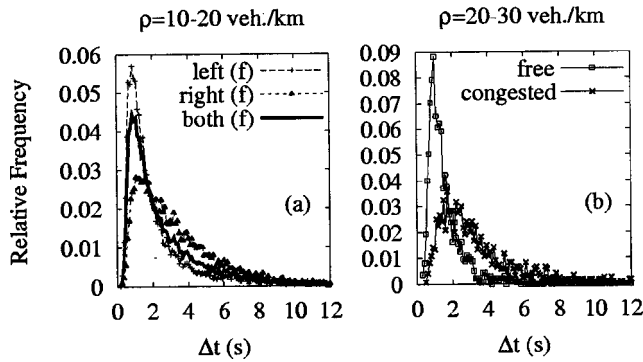 ρ=10-20 veh./km
ρ=20-30 veh./km
Relative Frequency
0.06
0.05
0.04
0.03
0.02
0.01
0
left (f)
right (f)
both (f)
(a)
0 2 4 6 8 10 12
Δt (s)
0.09
0.08
0.07
0.06
0.05
0.04
0.03
0.02
0.01
0
free
congested
(b)
0 2 4 6 8 10 12
Δt (s)